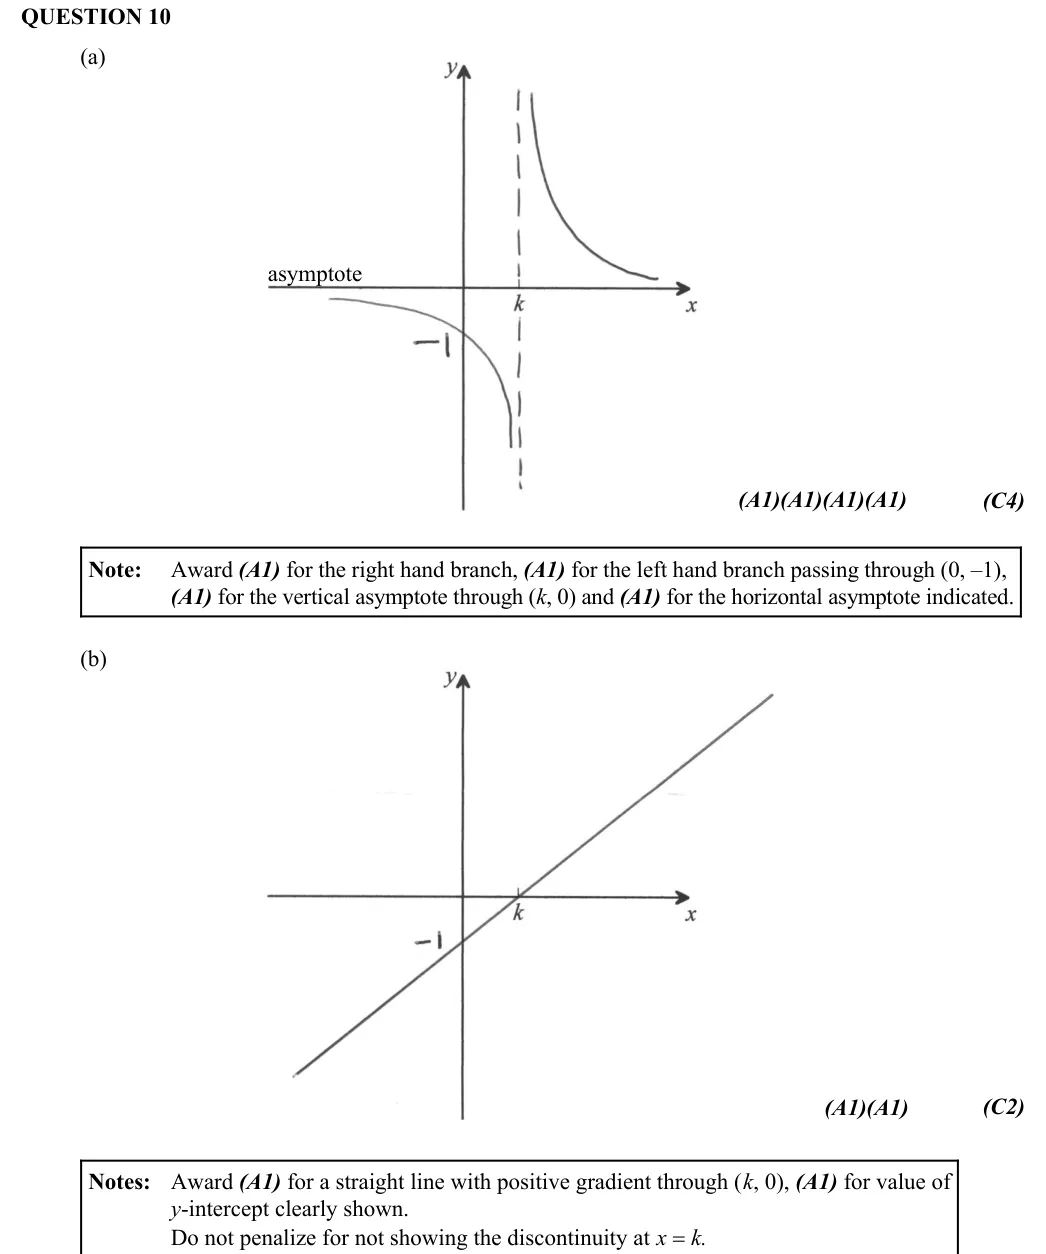 QUESTION 10
(a)
y
asymptote
k
x
–1
(A1)(A1)(A1)(A1) (C4)
Note: Award (A1) for the right hand branch, (A1) for the left hand branch passing through (0, –1),
(A1) for the vertical asymptote through (k, 0) and (A1) for the horizontal asymptote indicated.
(b)
y
k
x
–1
(A1)(A1) (C2)
Notes: Award (A1) for a straight line with positive gradient through (k, 0), (A1) for value of
y-intercept clearly shown.
Do not penalize for not showing the discontinuity at x = k.